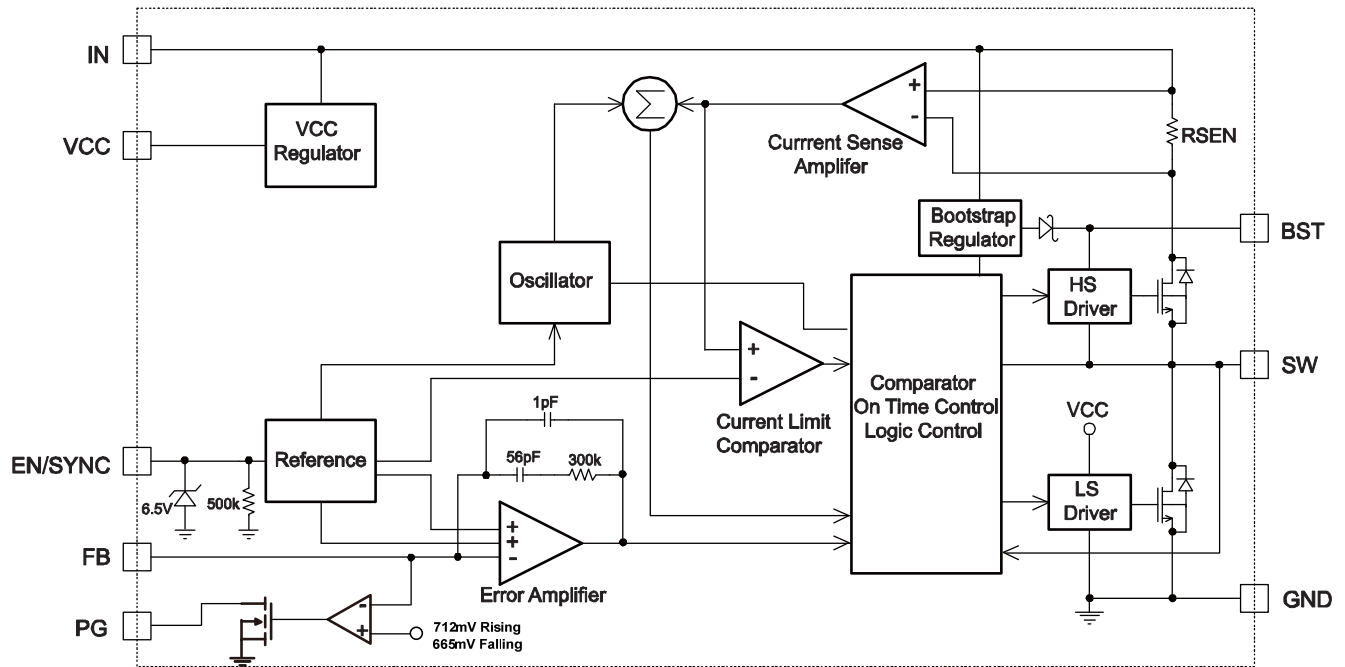 IN
VCC
Regulator
VCC
Σ
+
-
Currrent Sense
Amplifer
RSEN
Bootstrap
Regulator
BST
Oscillator
HS
Driver
+
-
Current Limit
Comparator
Comparator
On Time Control
Logic Control
SW
VCC
1pF
56pF
300k
EN/SYNC
Reference
6.5V
500k
LS
Driver
+
+
-
Error Amplifier
FB
PG
-
+
712mV Rising
665mV Falling
GND